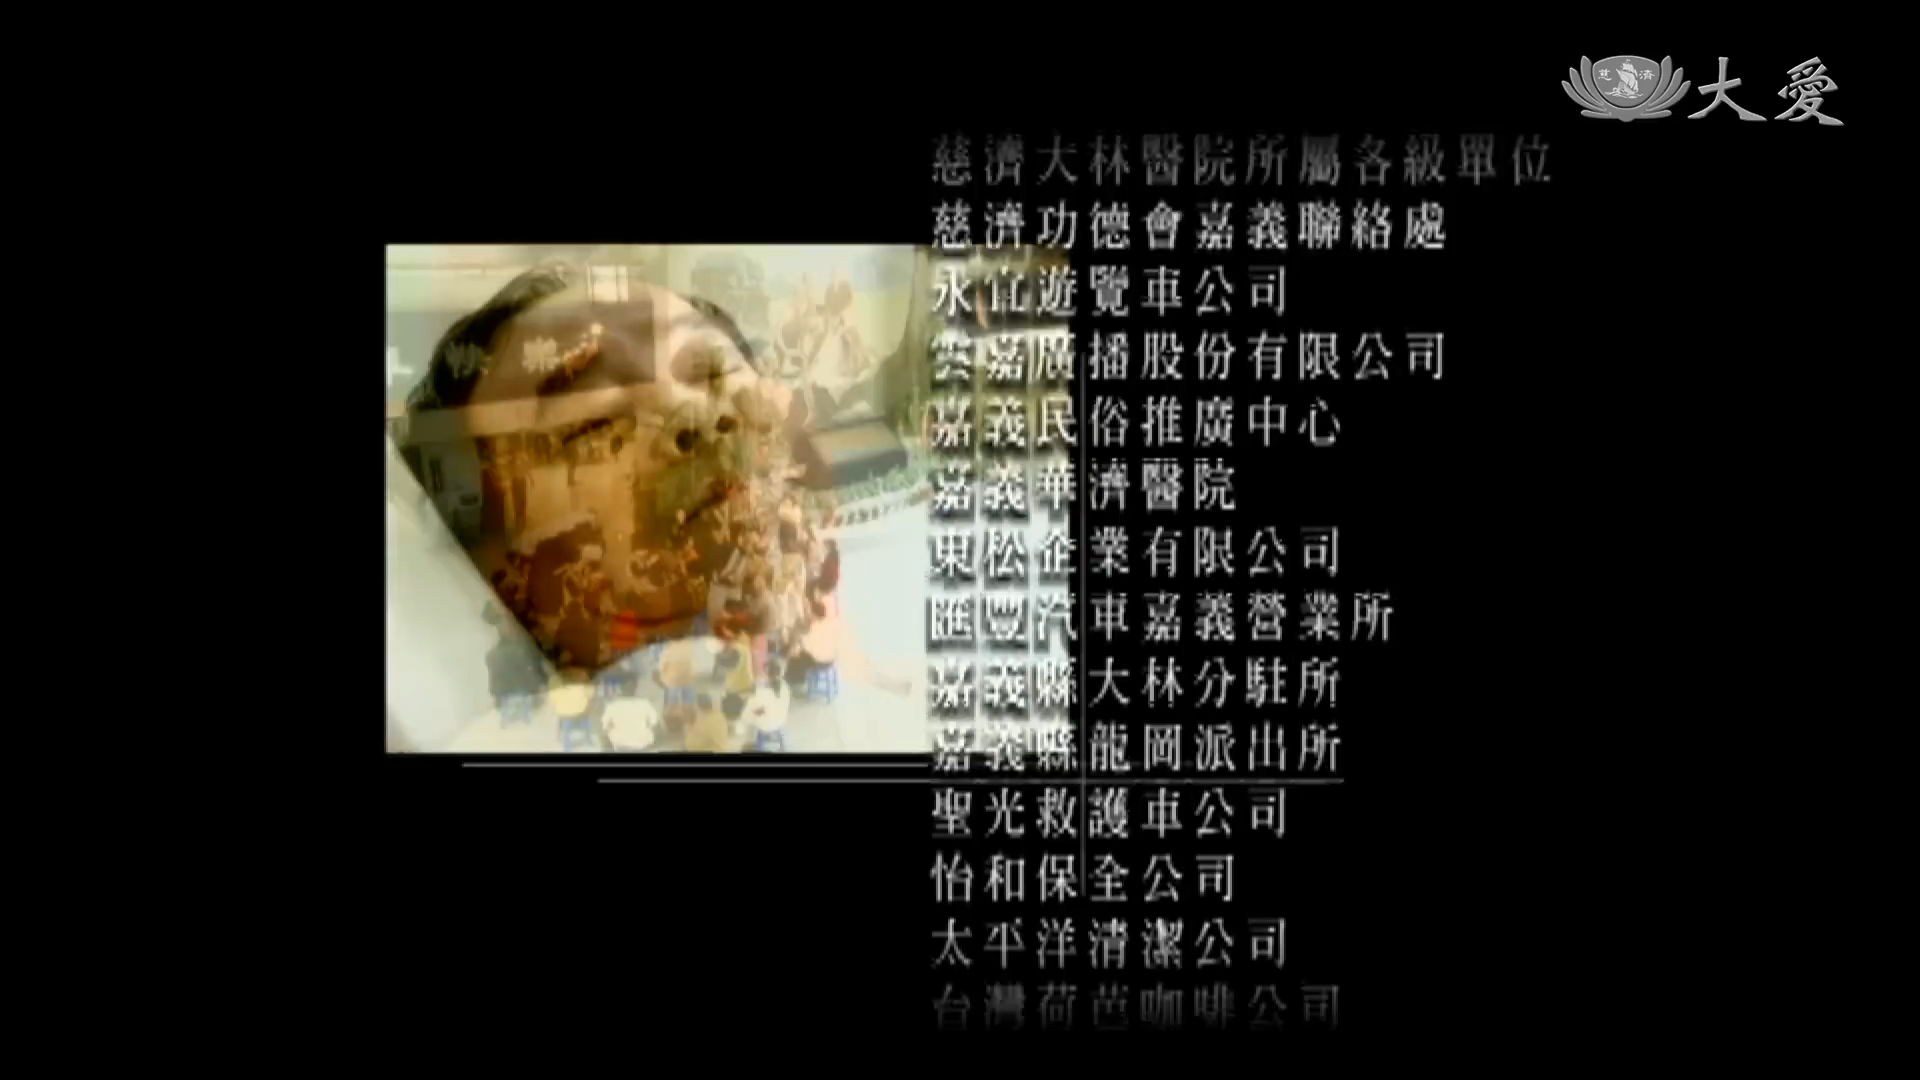 慈濟
大愛
慈濟大林醫院所屬各級單位
慈濟功德會嘉義聯絡處
永宜遊覽車公司
雲嘉廣播股份有限公司
嘉義民俗推廣中心
嘉義華濟醫院
東松企業有限公司
匯豐汽車嘉義營業所
嘉義縣大林分駐所
嘉義縣龍岡派出所
聖光救護車公司
怡和保全公司
太平洋清潔公司
台灣荷芭咖啡公司
快樂